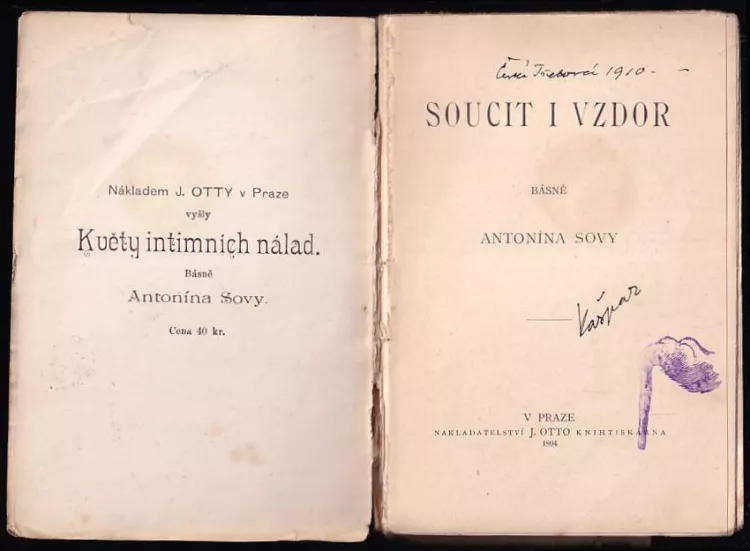 Nákladem J. OTTY v Praze
vyšly
Květy intimních nálad.
Básně
Antonína Sovy.
Cena 40 kr.
Česká Třebová 1910 -
SOUCIT I VZDOR
BÁSNĚ
ANTONÍNA SOVY
Kašpar
V PRAZE
NAKLADATELSTVÍ J. OTTO KNIHTISKÁRNA
1894